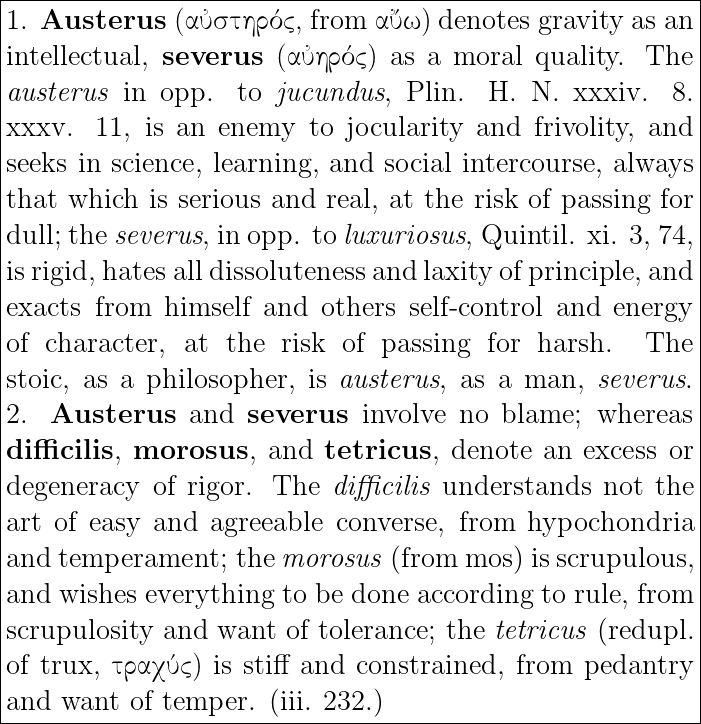 1. Austerus (αὐστηρός, from αὔω) denotes gravity as an
intellectual, severus (αὐηρός) as a moral quality. The
austerus in opp. to jucundus, Plin. H. N. xxxiv. 8.
xxxv. 11, is an enemy to jocularity and frivolity, and
seeks in science, learning, and social intercourse, always
that which is serious and real, at the risk of passing for
dull; the severus, in opp. to luxuriosus, Quintil. xi. 3, 74,
is rigid, hates all dissoluteness and laxity of principle, and
exacts from himself and others self-control and energy
of character, at the risk of passing for harsh. The
stoic, as a philosopher, is austerus, as a man, severus.
2. Austerus and severus involve no blame; whereas
difficilis, morosus, and tetricus, denote an excess or
degeneracy of rigor. The difficilis understands not the
art of easy and agreeable converse, from hypochondria
and temperament; the morosus (from mos) is scrupulous,
and wishes everything to be done according to rule, from
scrupulosity and want of tolerance; the tetricus (redupl.
of trux, τραχύς) is stiff and constrained, from pedantry
and want of temper. (iii. 232.)